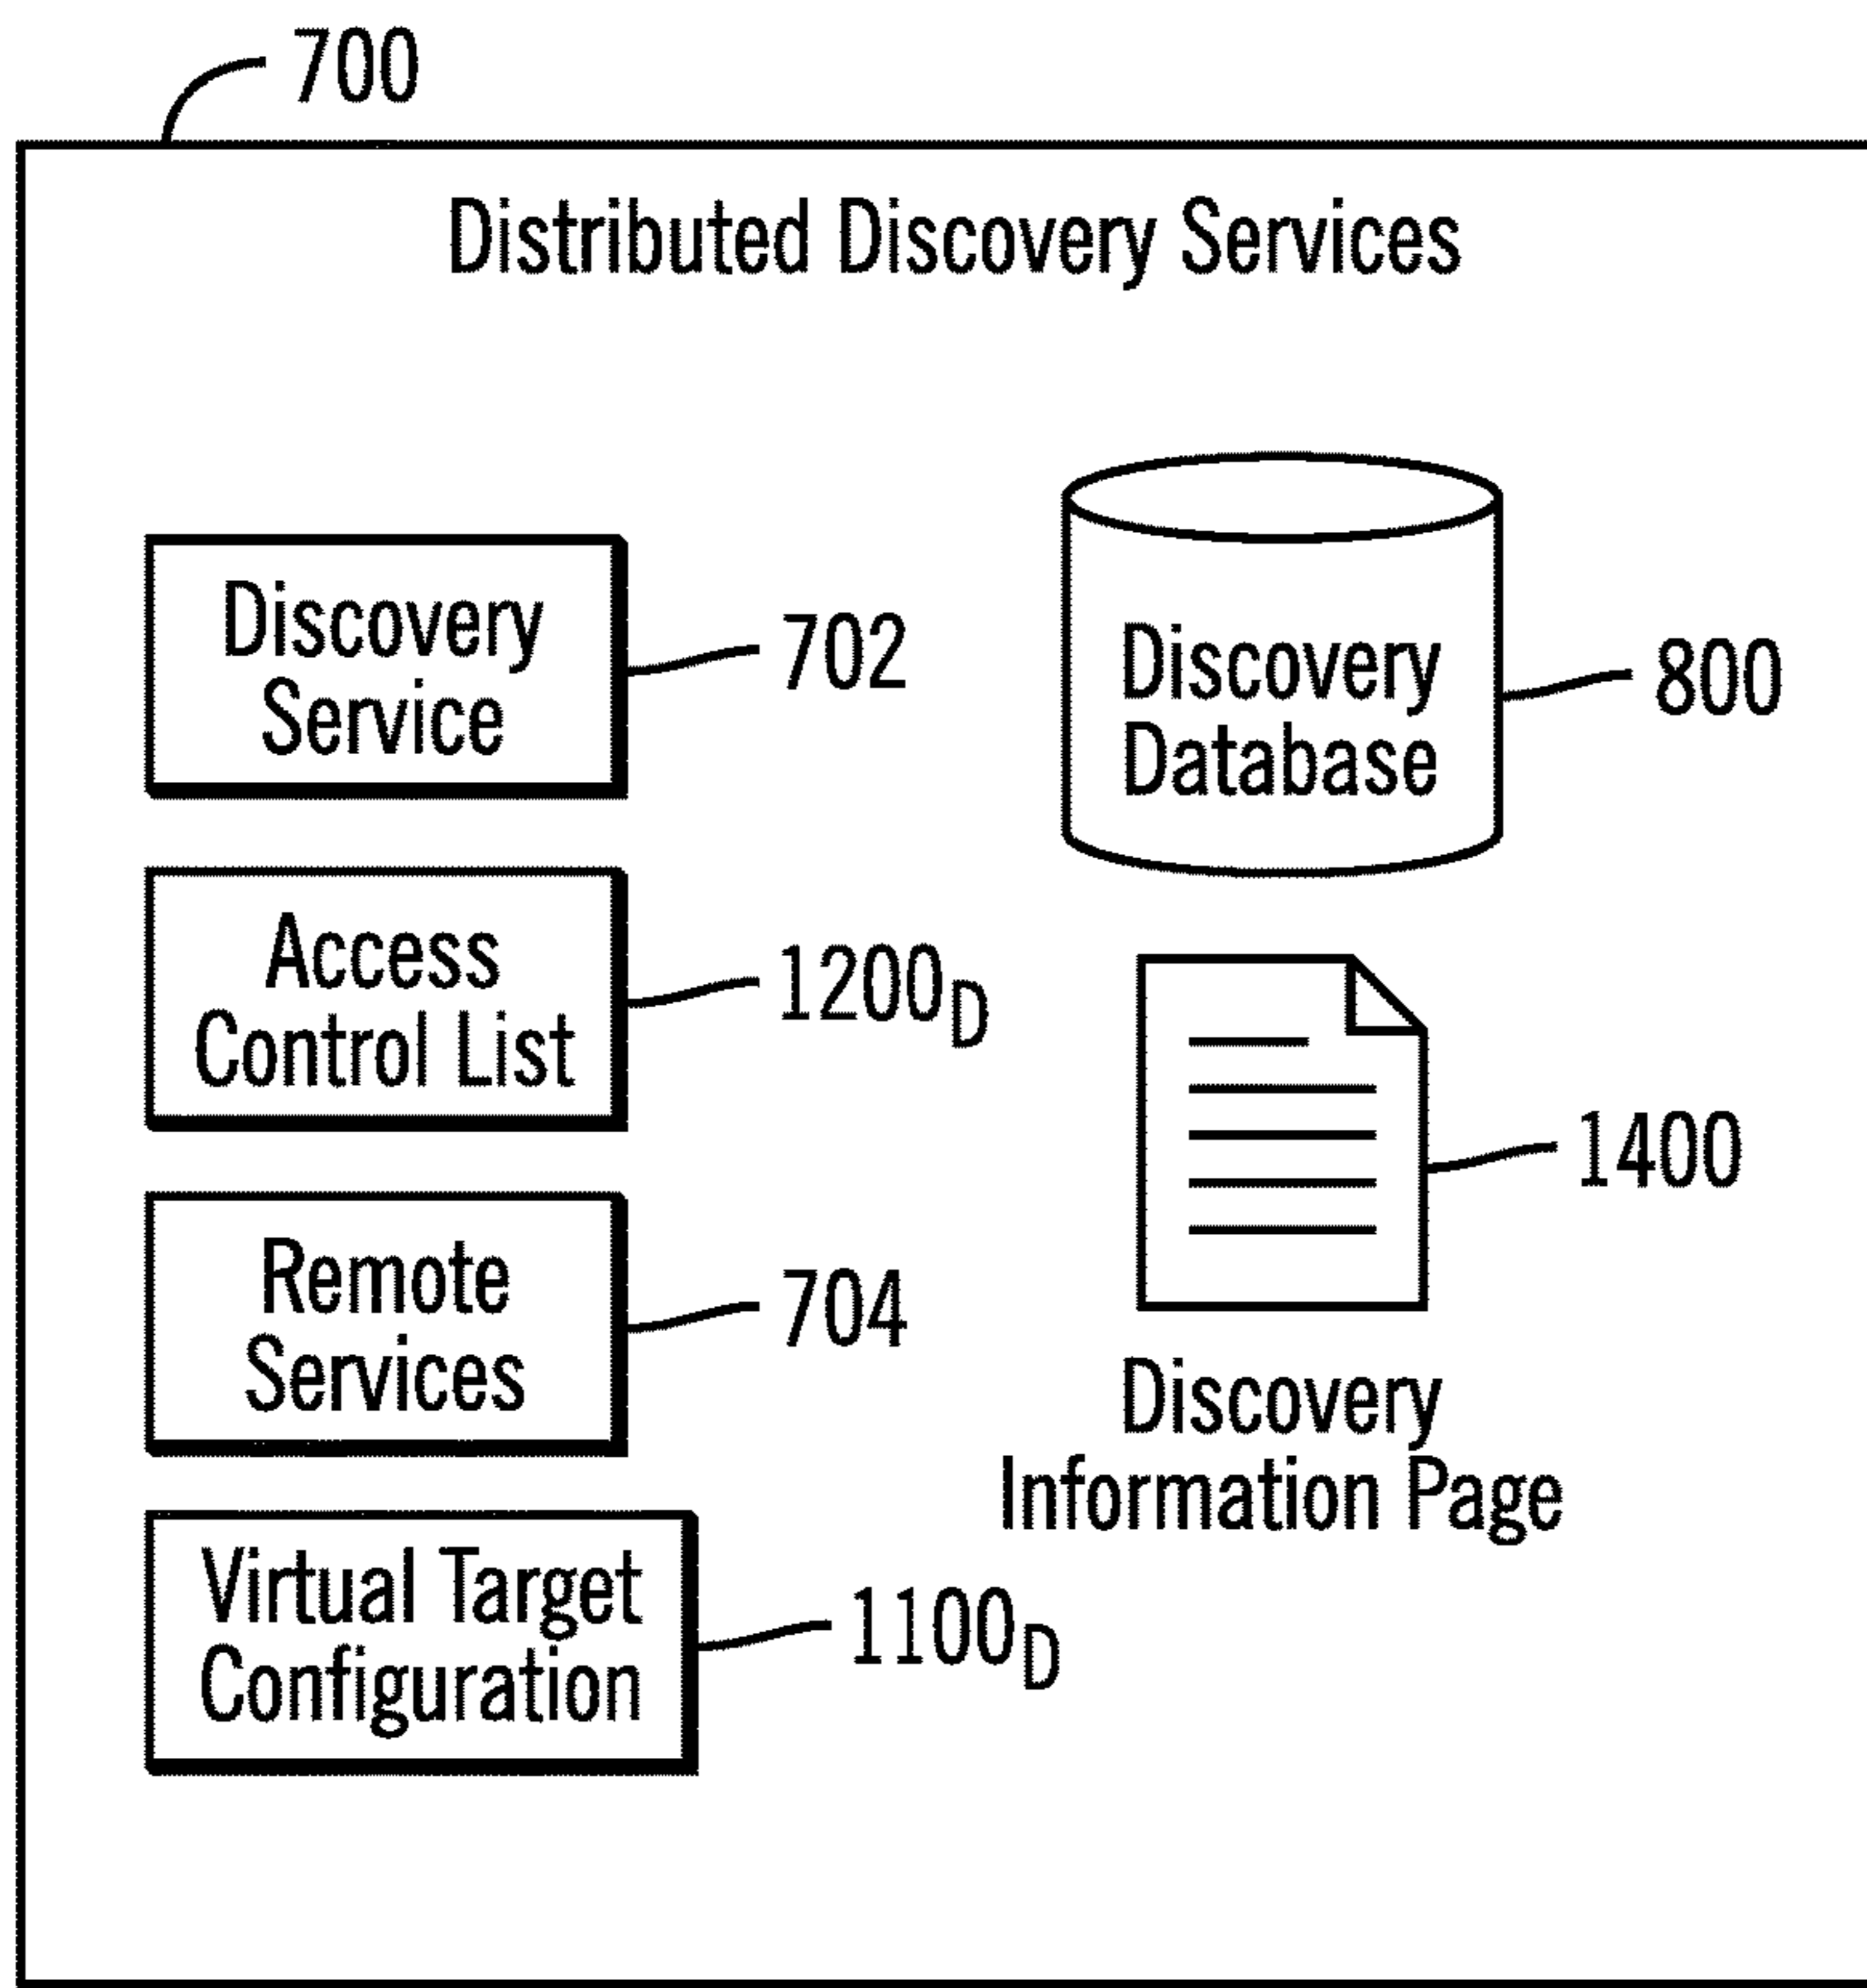 700
Distributed Discovery Services
Discovery
Service
702
Discovery
Database
800
Access
Control List
1200D
1400
Remote
Services
704
Discovery
Information Page
Virtual Target
Configuration
1100D